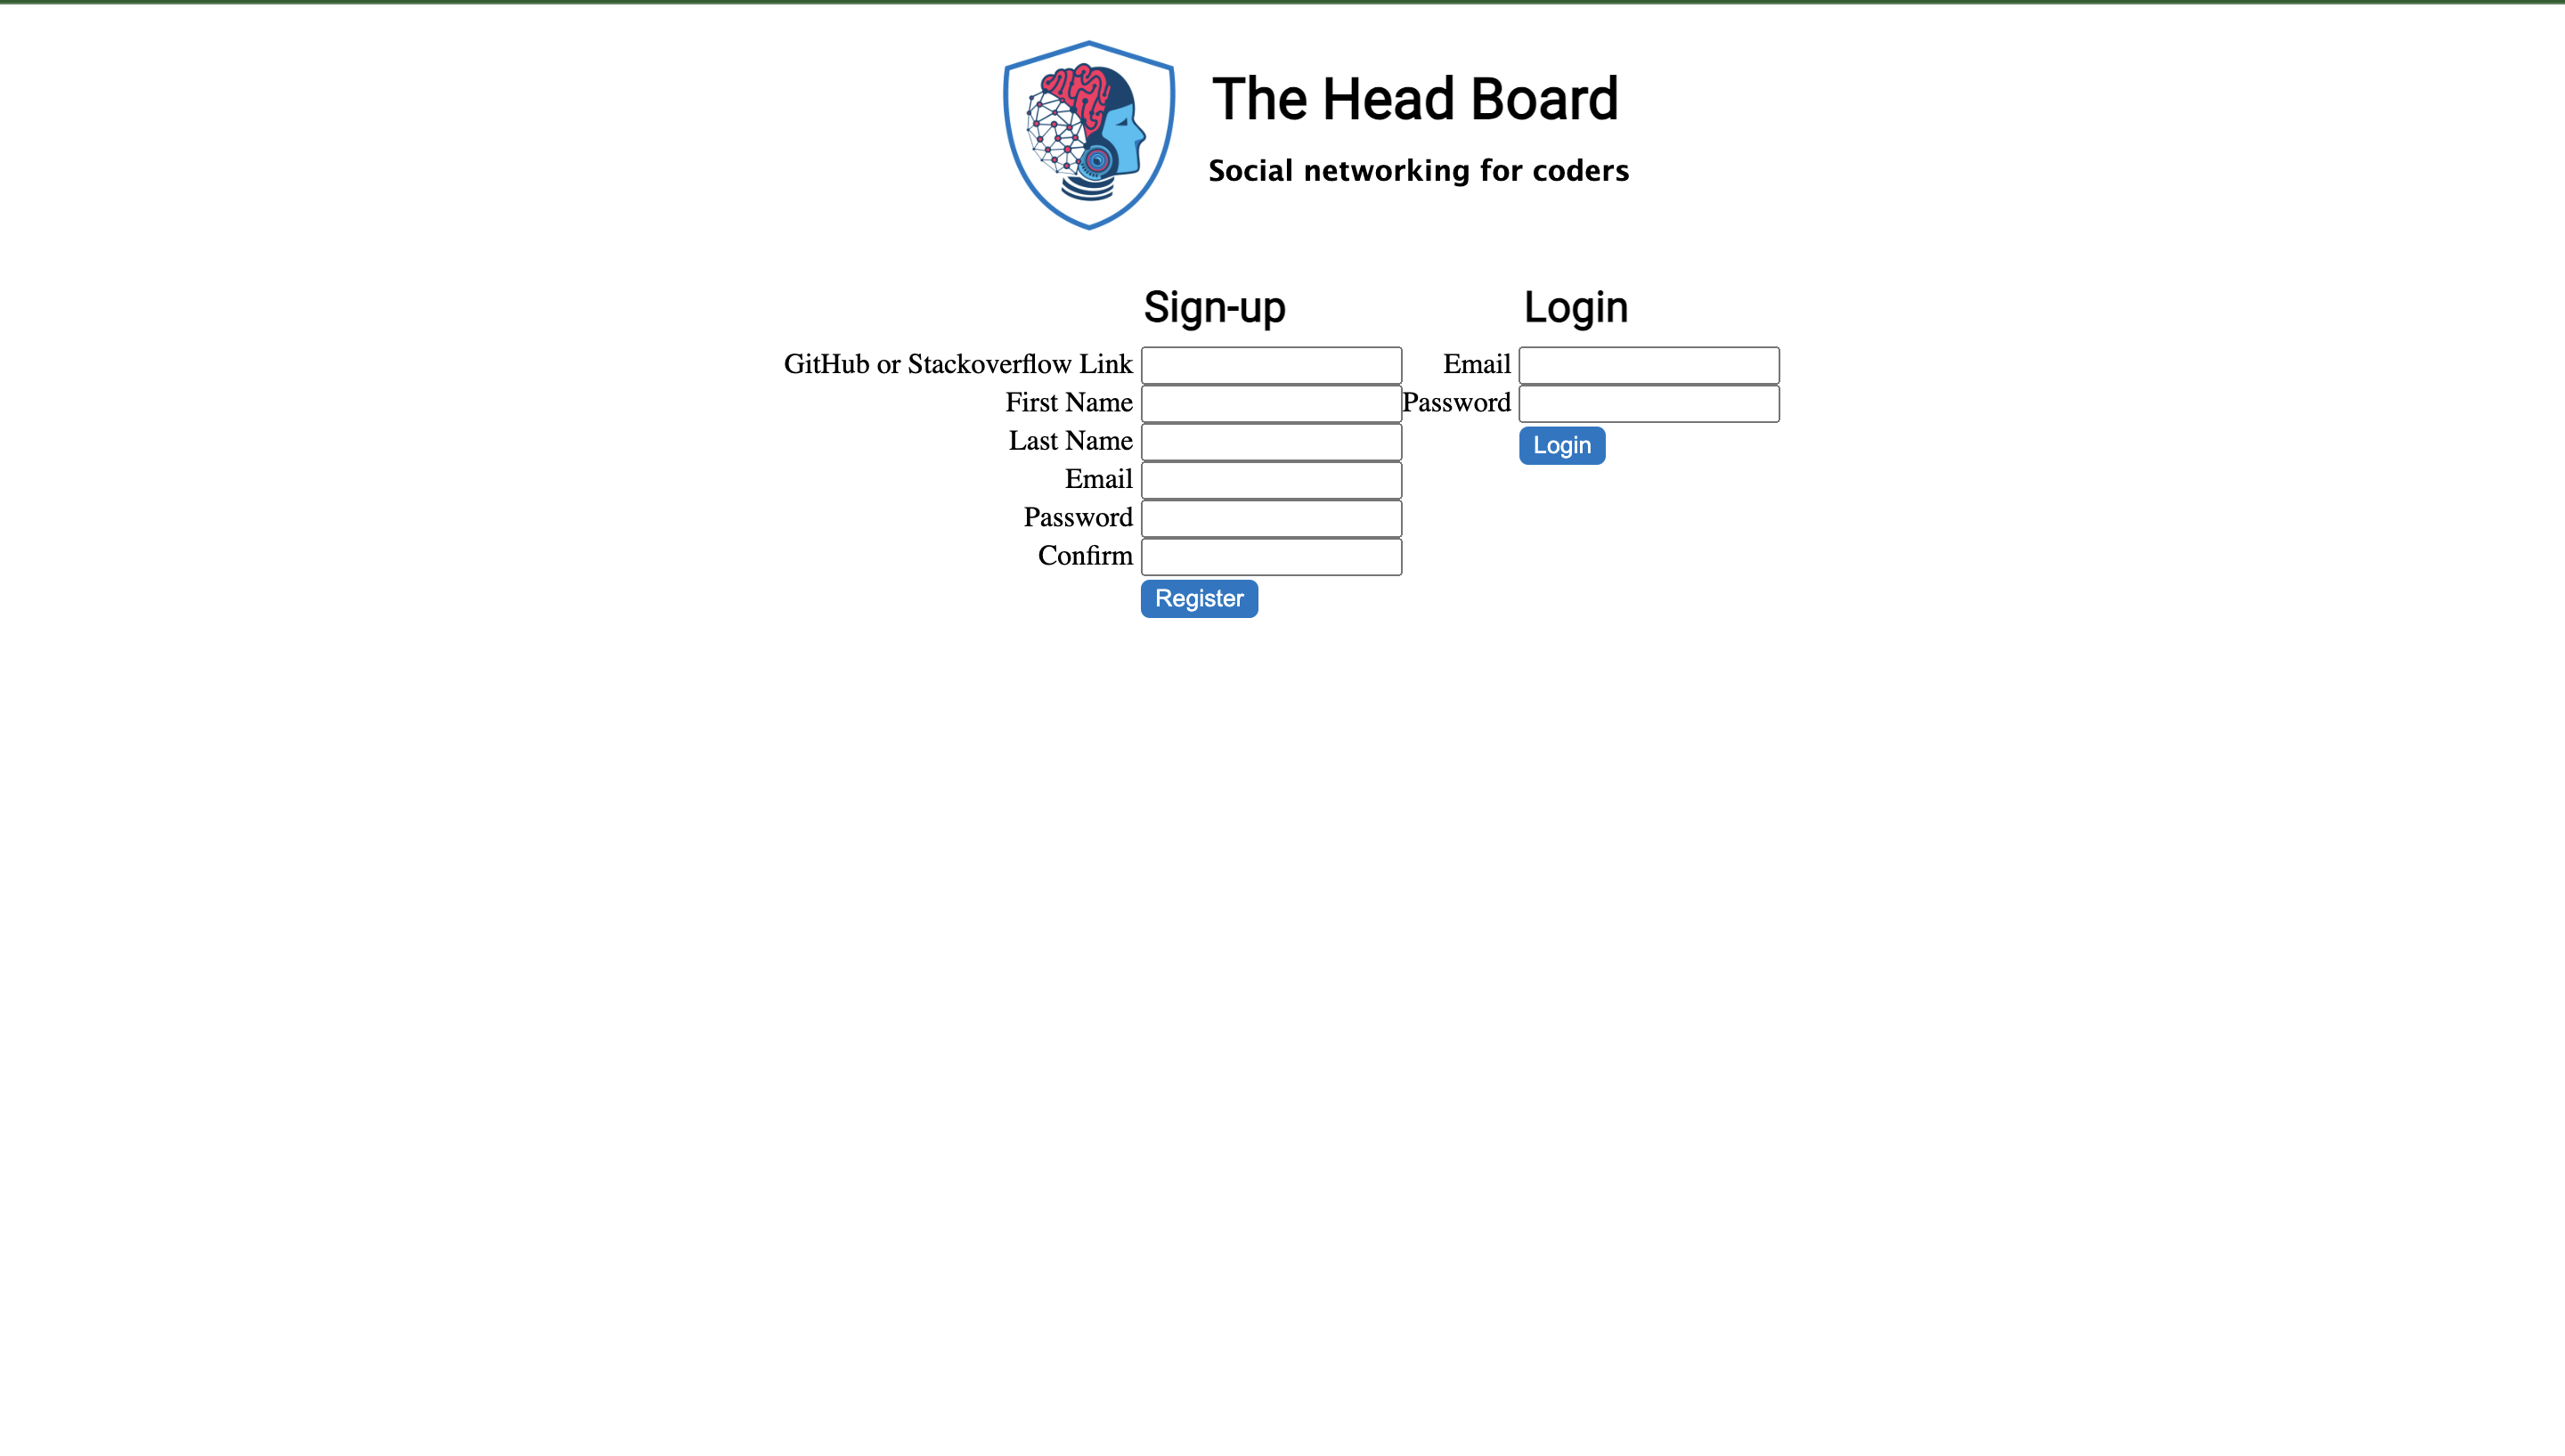 The Head Board
Social networking for coders
Sign-up
GitHub or Stackoverflow Link
First Name
Last Name
Email
Password
Confirm
Register
Login
Email
Password
Login